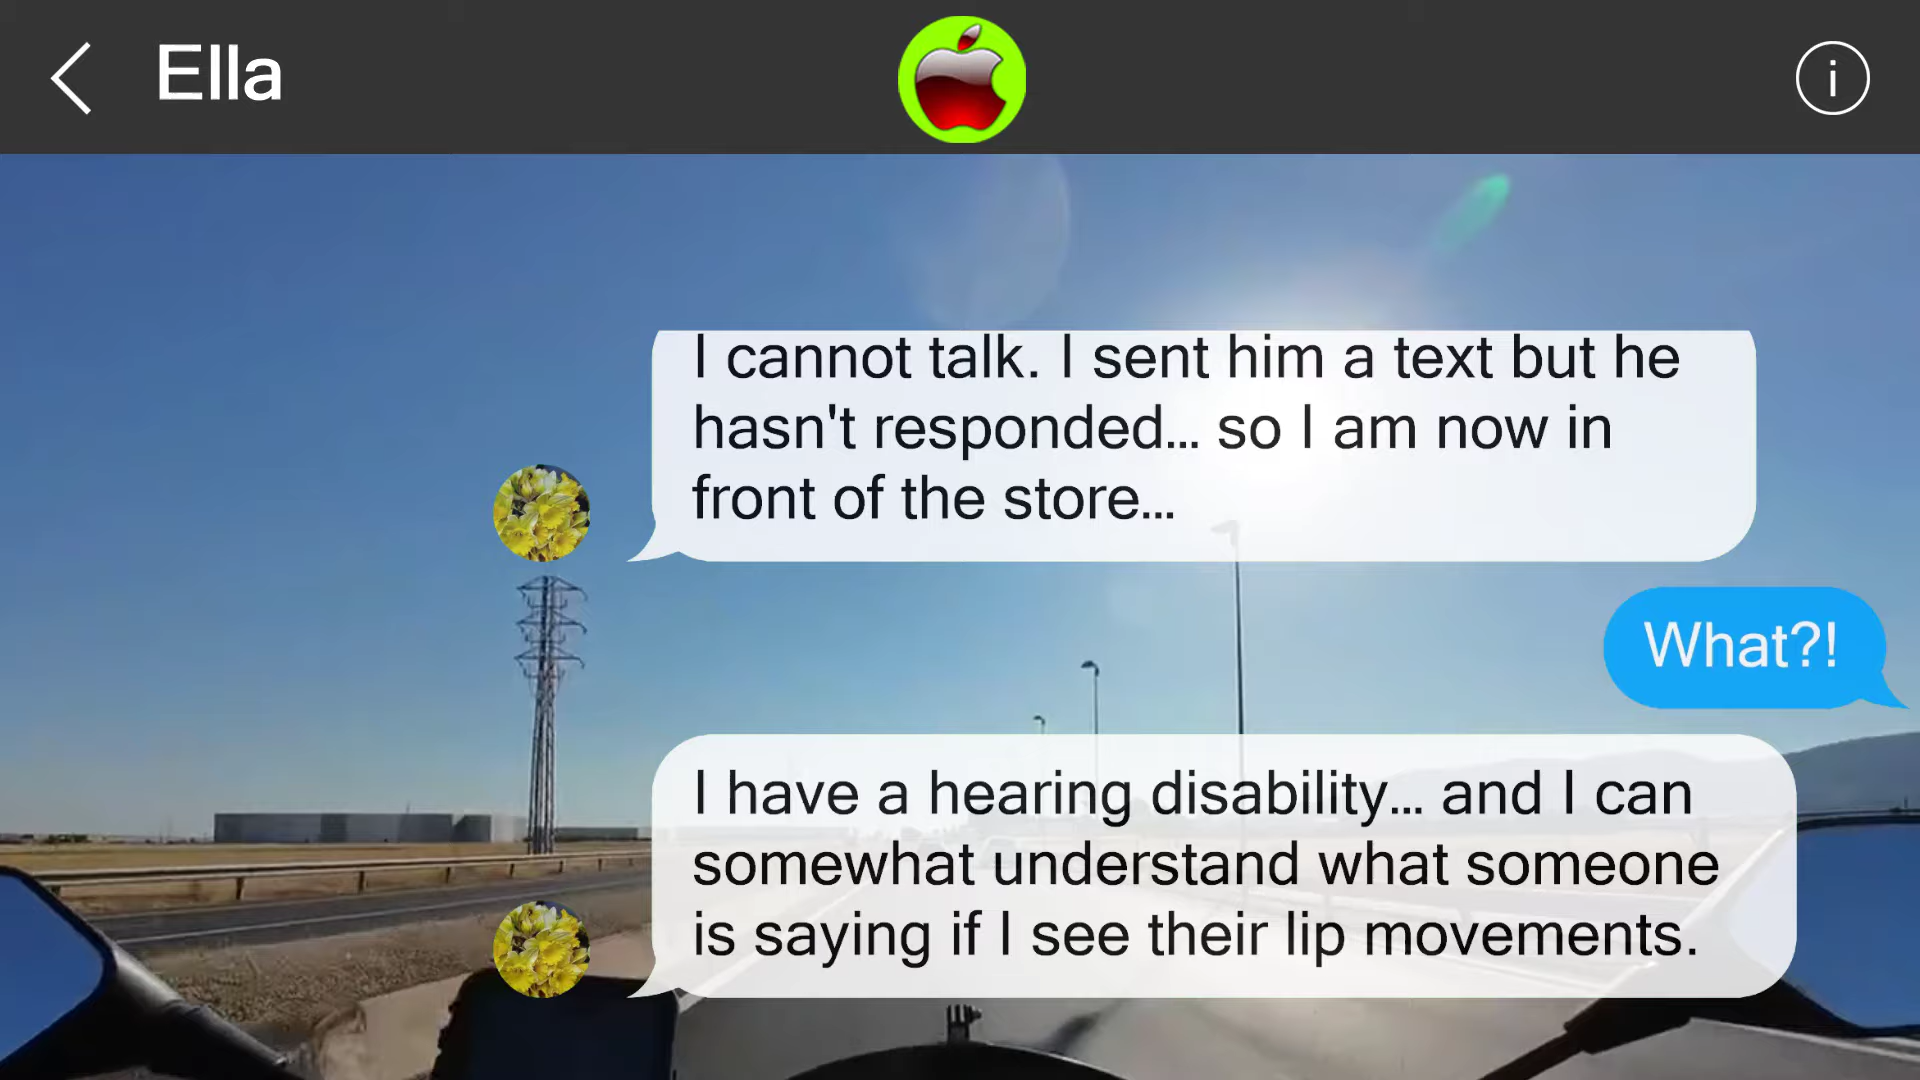 Ella
i
I cannot talk. I sent him a text but he
hasn't responded... so I am now in
front of the store...
What?!
I have a hearing disability... and I can
somewhat understand what someone
is saying if I see their lip movements.